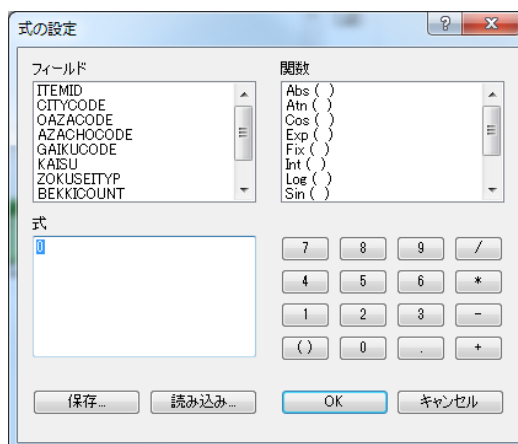 式の設定
フィールド
ITEMID
CITYCODE
OAZACODE
AZACHOCODE
GAIKUCODE
KAISU
ZOKUSEITYP
BEKKICOUNT
関数
Abs ( )
Atn ( )
Cos ( )
Exp ( )
Fix ( )
Int ( )
Log ( )
Sin ( )
式
0
7 8 9 /
4 5 6 *
1 2 3 -
( ) 0 . +
保存... 読み込み... OK キャンセル